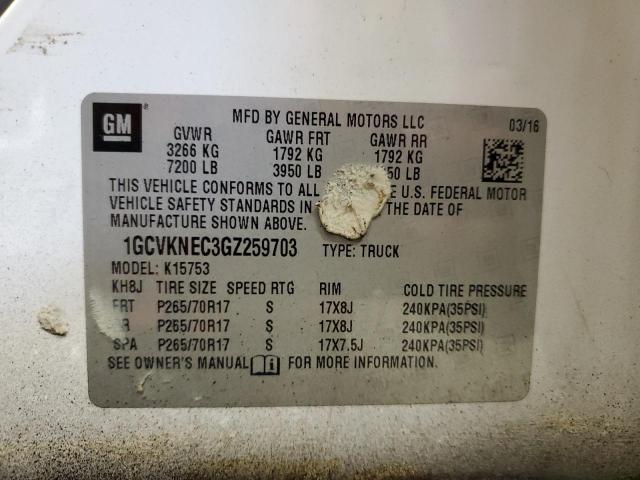 GM
MFD BY GENERAL MOTORS LLC
03/16
GVWR GAWR FRT GAWR RR
3266 KG 1792 KG 1792 KG
7200 LB 3950 LB 50 LB
THIS VEHICLE CONFORMS TO ALL E U.S. FEDERAL MOTOR
VEHICLE SAFETY STANDARDS IN THE DATE OF
MANUFACTURE SHOWN ABOVE.
1GCVKNEC3GZ259703 TYPE: TRUCK
MODEL: K15753
KH8J TIRE SIZE SPEED RTG RIM COLD TIRE PRESSURE
FRT P265/70R17 S 17X8J 240KPA(35PSI)
RR P265/70R17 S 17X8J 240KPA(35PSI)
SPA P265/70R17 S 17X7.5J 240KPA(35PSI)
SEE OWNER'S MANUAL FOR MORE INFORMATION.